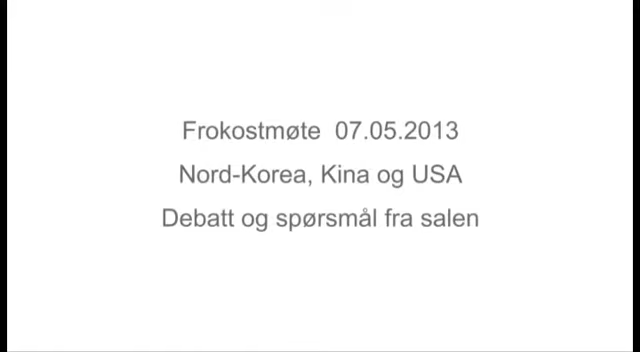 Frokostmøte  07.05.2013
Nord-Korea, Kina og USA
Debatt og spørsmål fra salen